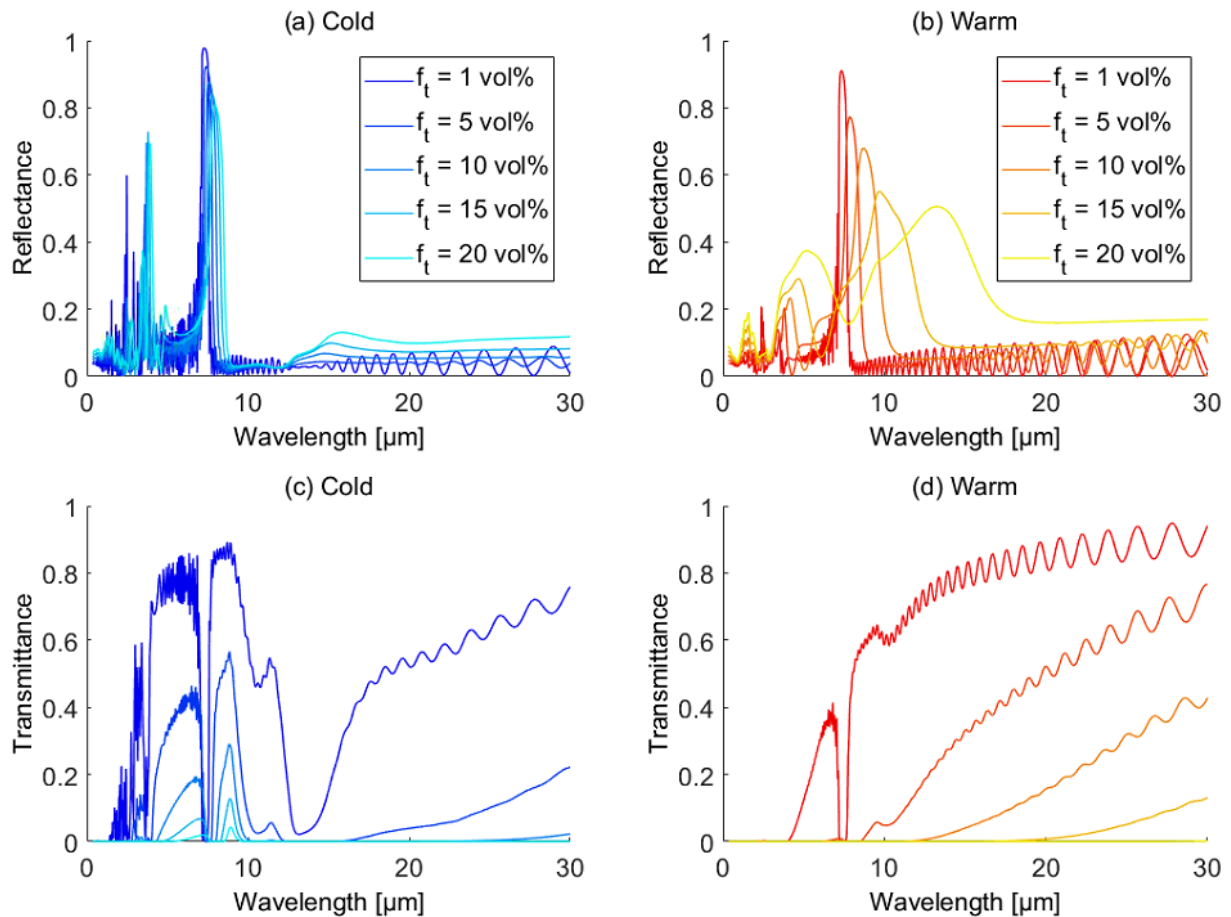 (a) Cold
1
0.8
0.6
0.4
0.2
0
Reflectance
f_t = 1 vol%
f_t = 5 vol%
f_t = 10 vol%
f_t = 15 vol%
f_t = 20 vol%
0 10 20 30
Wavelength [µm]
(b) Warm
1
0.8
0.6
0.4
0.2
0
Reflectance
f_t = 1 vol%
f_t = 5 vol%
f_t = 10 vol%
f_t = 15 vol%
f_t = 20 vol%
0 10 20 30
Wavelength [µm]
(c) Cold
1
0.8
0.6
0.4
0.2
0
Transmittance
0 10 20 30
Wavelength [µm]
(d) Warm
1
0.8
0.6
0.4
0.2
0
Transmittance
0 10 20 30
Wavelength [µm]